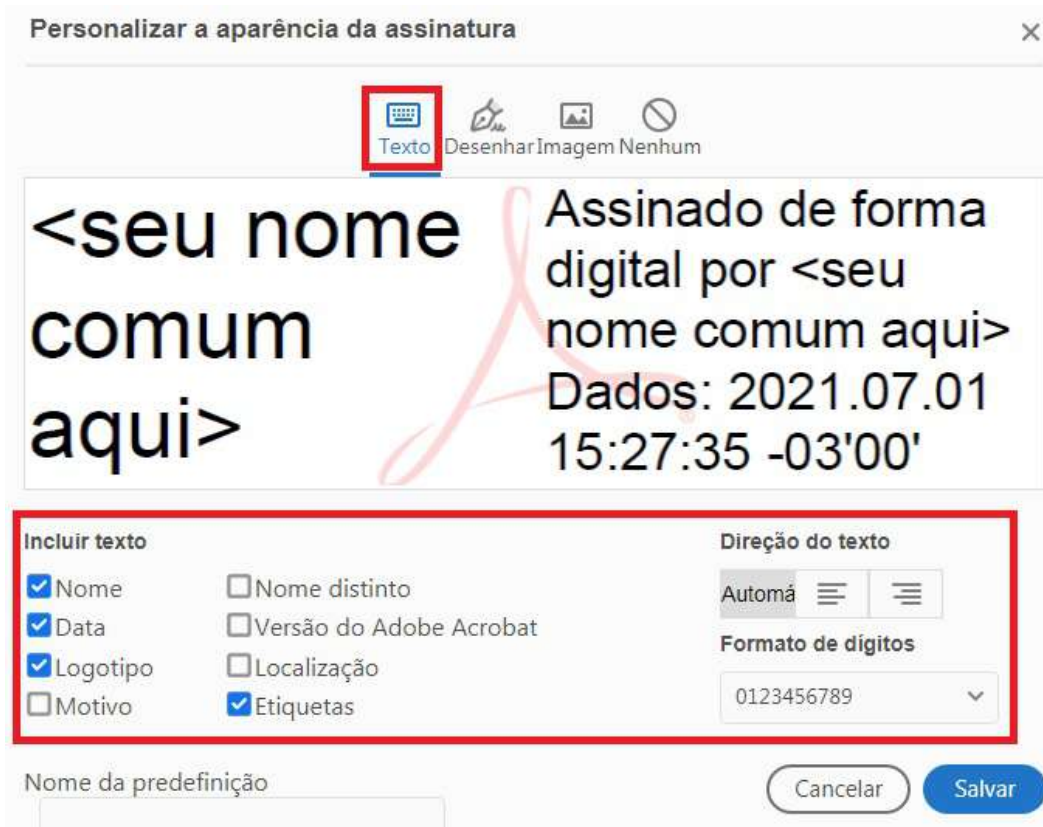 Personalizar a aparência da assinatura
Texto Desenhar Imagem Nenhum
<seu nome
comum
aqui>
Assinado de forma
digital por <seu
nome comum aqui>
Dados: 2021.07.01
15:27:35 -03'00'
Incluir texto
Nome
Data
Logotipo
Motivo
Nome distinto
Versão do Adobe Acrobat
Localização
Etiquetas
Direção do texto
Automá
Formato de dígitos
0123456789
Nome da predefinição
Cancelar
Salvar